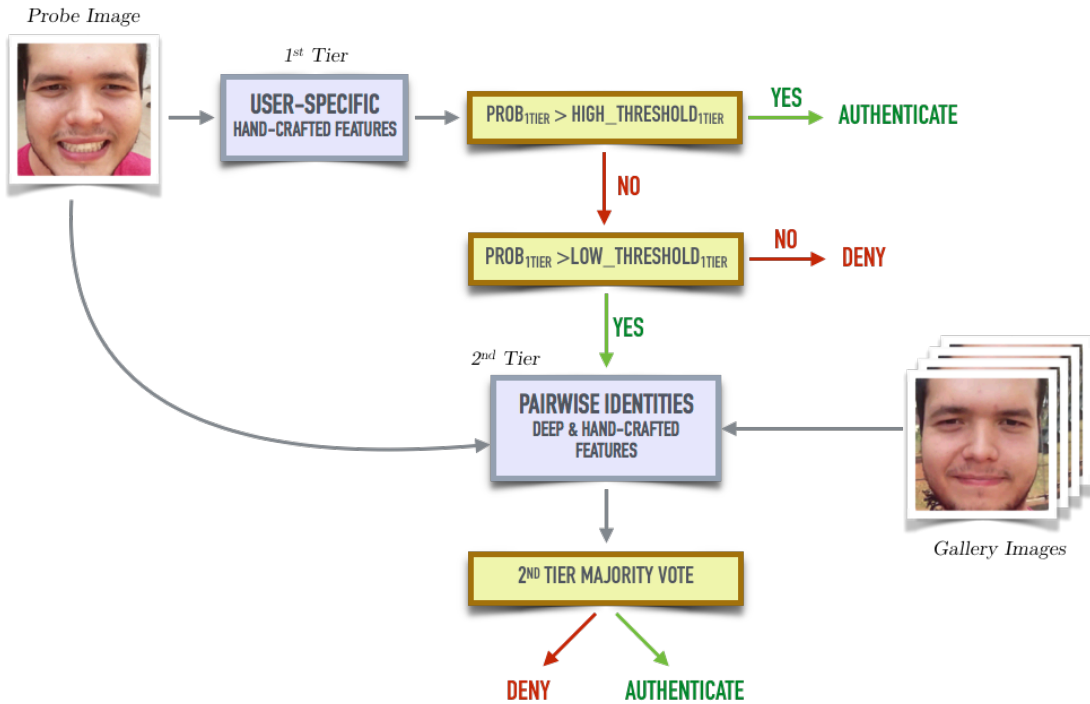 Probe Image
1st Tier
USER-SPECIFIC
HAND-CRAFTED FEATURES
PROB1TIER > HIGH_THRESHOLD1TIER
YES
AUTHENTICATE
NO
PROB1TIER >LOW_THRESHOLD1TIER
NO
DENY
YES
2nd Tier
PAIRWISE IDENTITIES
DEEP & HAND-CRAFTED
FEATURES
Gallery Images
2ND TIER MAJORITY VOTE
DENY
AUTHENTICATE